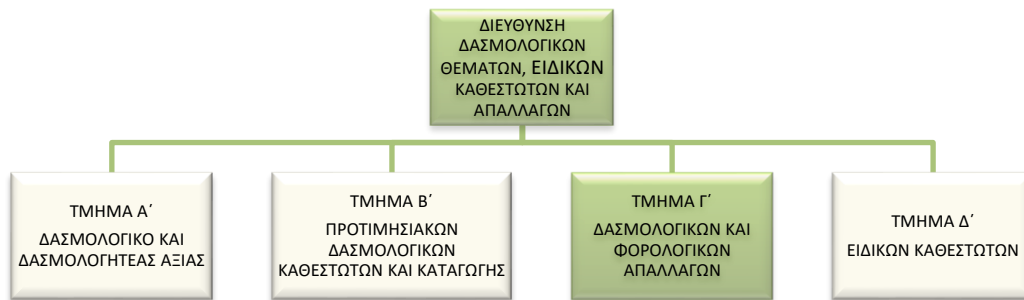 ΔΙΕΥΘΥΝΣΗ
ΔΑΣΜΟΛΟΓΙΚΩΝ
ΘΕΜΑΤΩΝ, ΕΙΔΙΚΩΝ
ΚΑΘΕΣΤΩΤΩΝ ΚΑΙ
ΑΠΑΛΛΑΓΩΝ
ΤΜΗΜΑ Α΄
ΔΑΣΜΟΛΟΓΙΚΟ ΚΑΙ
ΔΑΣΜΟΛΟΓΗΤΕΑΣ ΑΞΙΑΣ
ΤΜΗΜΑ Β΄
ΠΡΟΤΙΜΗΣΙΑΚΩΝ
ΔΑΣΜΟΛΟΓΙΚΩΝ
ΚΑΘΕΣΤΩΤΩΝ ΚΑΙ ΚΑΤΑΓΩΓΗΣ
ΤΜΗΜΑ Γ΄
ΔΑΣΜΟΛΟΓΙΚΩΝ ΚΑΙ
ΦΟΡΟΛΟΓΙΚΩΝ
ΑΠΑΛΛΑΓΩΝ
ΤΜΗΜΑ Δ΄
ΕΙΔΙΚΩΝ ΚΑΘΕΣΤΩΤΩΝ